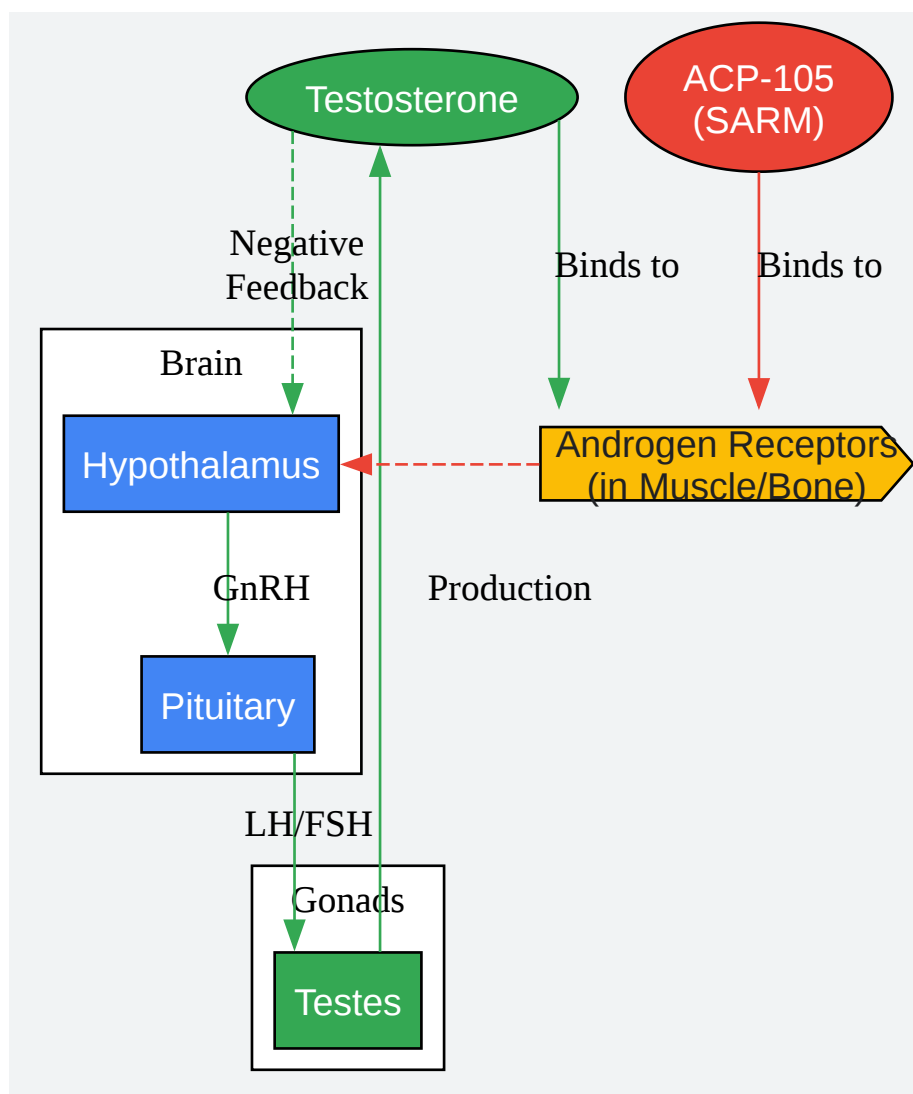 Testosterone
ACP-105
(SARM)
Negative
Feedback
Binds to
Binds to
Brain
Hypothalamus
Androgen Receptors
(in Muscle/Bone)
GnRH
Production
Pituitary
LH/FSH
Gonads
Testes